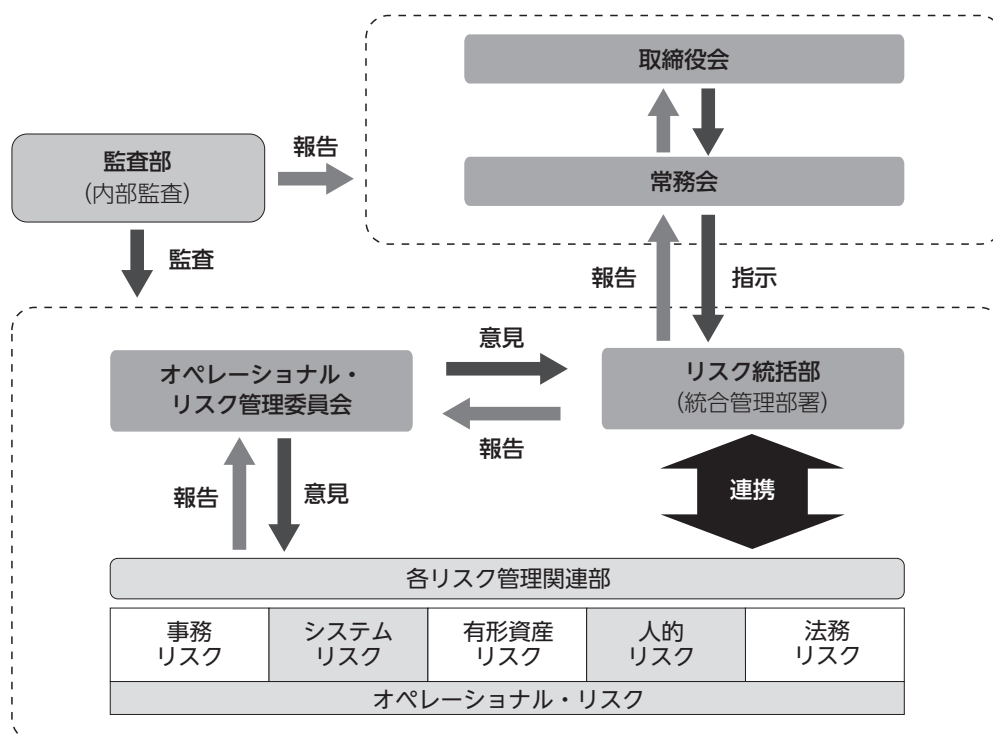 取締役会
報告
監査部
(内部監査)
常務会
監査
報告
指示
意見
オペレーショナル・
リスク管理委員会
リスク統括部
(統合管理部署)
報告
報告
意見
連携
各リスク管理関連部
事務
リスク
システム
リスク
有形資産
リスク
人的
リスク
法務
リスク
オペレーショナル・リスク